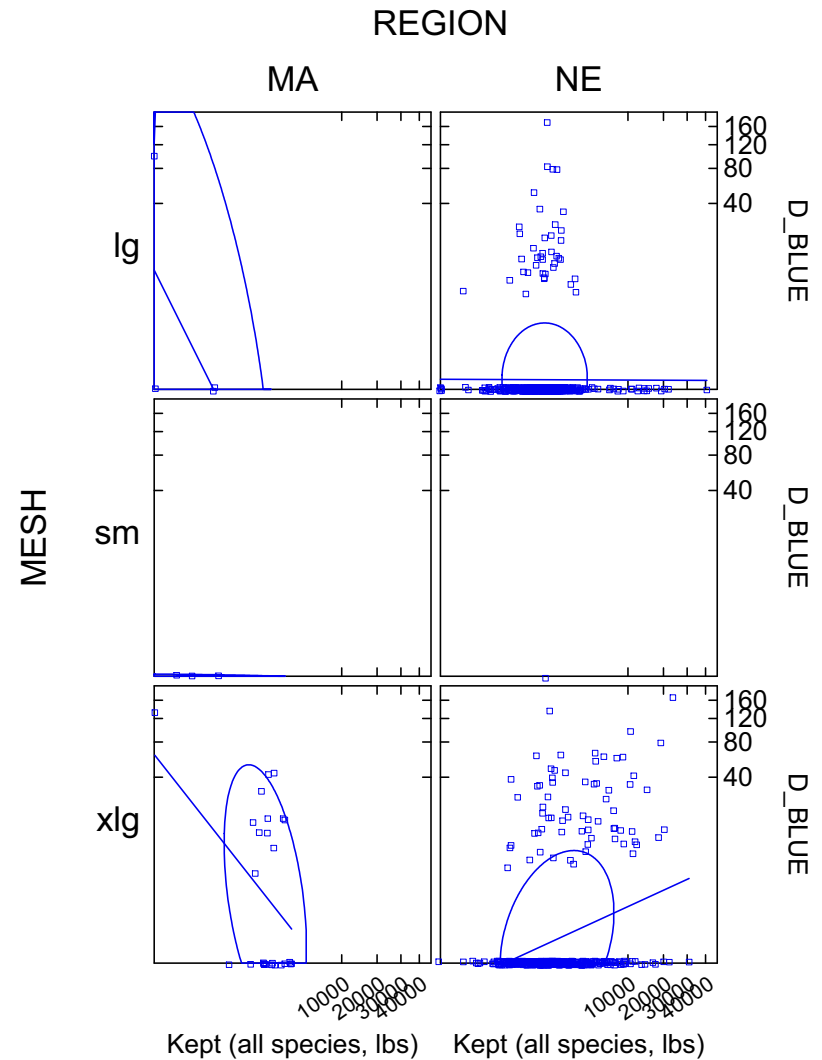 REGION
MA NE
160
120
80
40
D_BLUE
lg
160
120
80
40
D_BLUE
MESH
sm
160
120
80
40
D_BLUE
xlg
10000 20000 30000 40000 10000 20000 30000 40000
Kept (all species, lbs) Kept (all species, lbs)